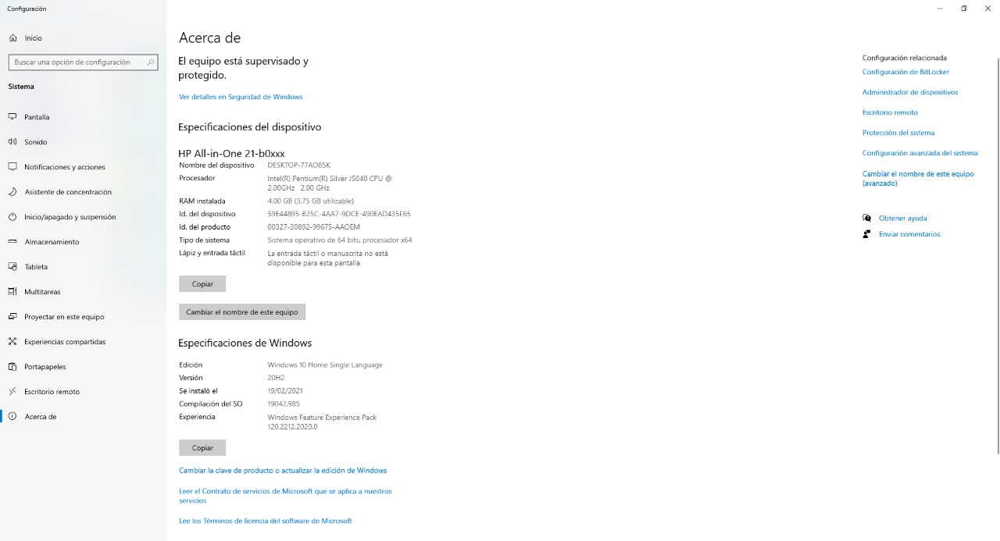 Configuración
Inicio
Buscar una opción de configuración
Sistema
Pantalla
Sonido
Notificaciones y acciones
Asistente de concentración
Inicio/apagado y suspensión
Almacenamiento
Tableta
Multitareas
Proyectar en este equipo
Experiencias compartidas
Portapapeles
Escritorio remoto
Acerca de
Acerca de
El equipo está supervisado y
protegido.
Ver detalles en Seguridad de Windows
Especificaciones del dispositivo
HP All-in-One 21-b0xxx
Nombre del dispositivo DESKTOP-77AO85K
Procesador Intel(R) Pentium(R) Silver J5040 CPU @
2.00GHz 2.00 GHz
RAM instalada 4,00 GB (3,75 GB utilizable)
Id. del dispositivo 59E44895-B25C-4AA7-9DCE-490EAD435F65
Id. del producto 00327-30892-99675-AAOEM
Tipo de sistema Sistema operativo de 64 bits, procesador x64
Lápiz y entrada táctil La entrada táctil o manuscrita no está
disponible para esta pantalla
Copiar
Cambiar el nombre de este equipo
Especificaciones de Windows
Edición Windows 10 Home Single Language
Versión 20H2
Se instaló el 19/02/2021
Compilación del SO 19042.985
Experiencia Windows Feature Experience Pack
120.2212.2020.0
Copiar
Cambiar la clave de producto o actualizar la edición de Windows
Leer el Contrato de servicios de Microsoft que se aplica a nuestros
servicios
Lee los Términos de licencia del software de Microsoft
Configuración relacionada
Configuración de BitLocker
Administrador de dispositivos
Escritorio remoto
Protección del sistema
Configuración avanzada del sistema
Cambiar el nombre de este equipo
(avanzado)
Obtener ayuda
Enviar comentarios